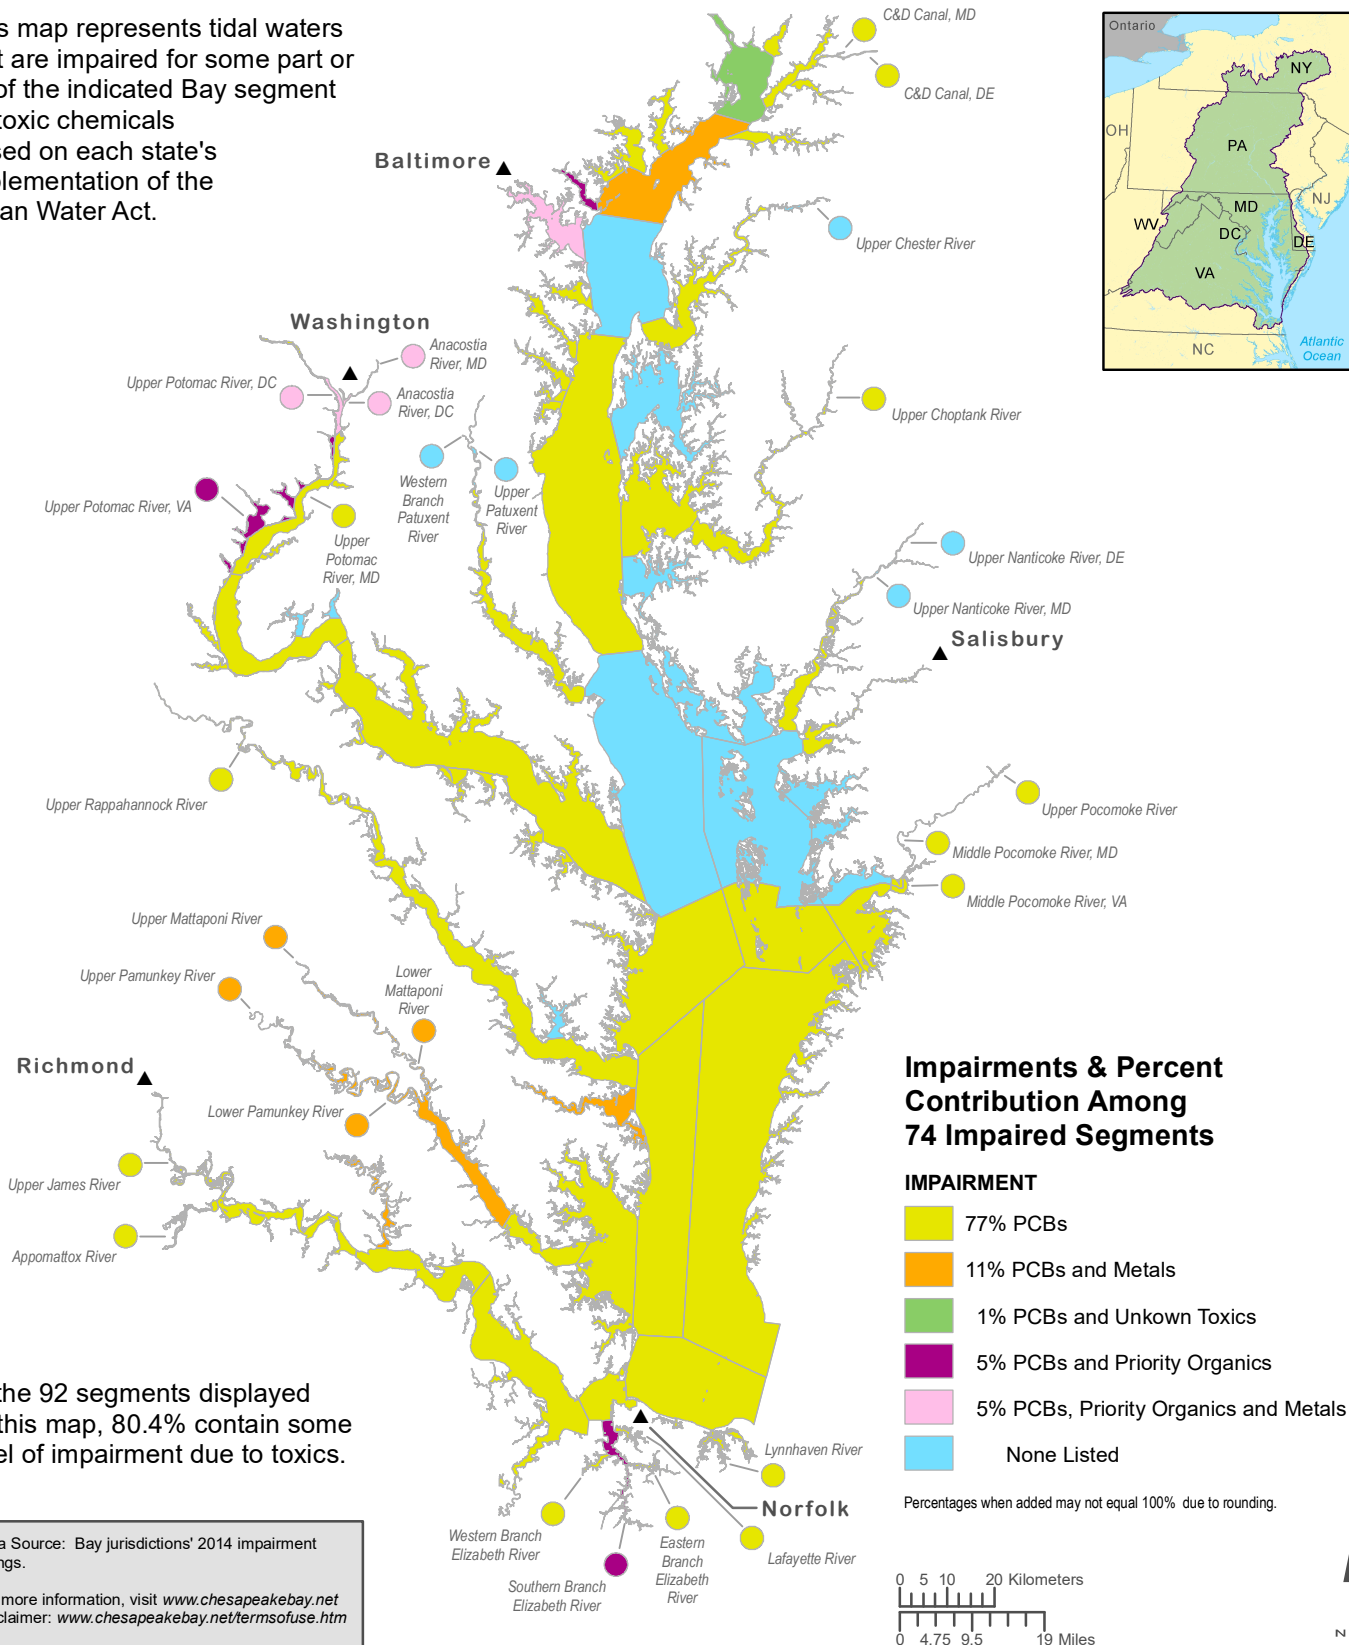 s map represents tidal waters
t are impaired for some part or
of the indicated Bay segment
toxic chemicals
sed on each state's
plementation of the
an Water Act.
C&D Canal, MD
C&D Canal, DE
Baltimore
Upper Chester River
Washington
Anacostia
River, MD
Upper Potomac River, DC
Anacostia
River, DC
Upper Choptank River
Western
Branch
Patuxent
River
Upper
Patuxent
River
Upper Potomac River, VA
Upper
Potomac
River, MD
Upper Nanticoke River, DE
Upper Nanticoke River, MD
Salisbury
Upper Rappahannock River
Upper Pocomoke River
Middle Pocomoke River, MD
Middle Pocomoke River, VA
Upper Mattaponi River
Upper Pamunkey River
Lower
Mattaponi
River
Richmond
Lower Pamunkey River
Upper James River
Appomattox River
Lynnhaven River
Norfolk
Western Branch
Elizabeth River
Eastern
Branch
Elizabeth
River
Lafayette River
Southern Branch
Elizabeth River
Ontario
NY
OH
PA
NJ
MD
WV
DC
DE
VA
NC
Atlantic
Ocean
Impairments & Percent
Contribution Among
74 Impaired Segments
IMPAIRMENT
77% PCBs
11% PCBs and Metals
1% PCBs and Unkown Toxics
5% PCBs and Priority Organics
5% PCBs, Priority Organics and Metals
None Listed
Percentages when added may not equal 100% due to rounding.
0 5 10 20 Kilometers
0 4.75 9.5 19 Miles
N
the 92 segments displayed
this map, 80.4% contain some
el of impairment due to toxics.
a Source: Bay jurisdictions' 2014 impairment
ngs.
more information, visit www.chesapeakebay.net
claimer: www.chesapeakebay.net/termsofuse.htm